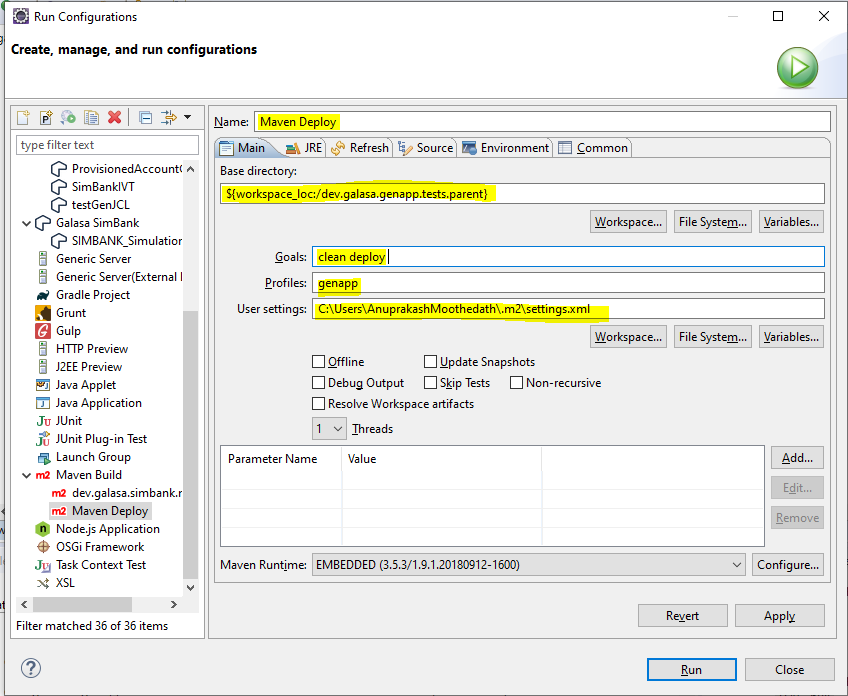 Run Configurations
Create, manage, and run configurations
type filter text
ProvisionedAccount
SimBankIVT
testGenJCL
Galasa SimBank
SIMBANK_Simulation
Generic Server
Generic Server(External
Gradle Project
Grunt
Gulp
HTTP Preview
J2EE Preview
Java Applet
Java Application
JUnit
JUnit Plug-in Test
Launch Group
Maven Build
dev.galasa.simbank.
Maven Deploy
Node.js Application
OSGi Framework
Task Context Test
XSL
Filter matched 36 of 36 items
Name: Maven Deploy
Main JRE Refresh Source Environment Common
Base directory:
${workspace_loc:/dev.galasa.genapp.tests.parent}
Workspace... File System... Variables...
Goals: clean deploy
Profiles: genapp
User settings: C:\Users\AnuprakashMoothedath\.m2\settings.xml
Workspace... File System... Variables...
Offline Update Snapshots
Debug Output Skip Tests Non-recursive
Resolve Workspace artifacts
1 Threads
Parameter Name Value
Add...
Edit...
Remove
Maven Runtime: EMBEDDED (3.5.3/1.9.1.20180912-1600) Configure...
Revert Apply
Run Close